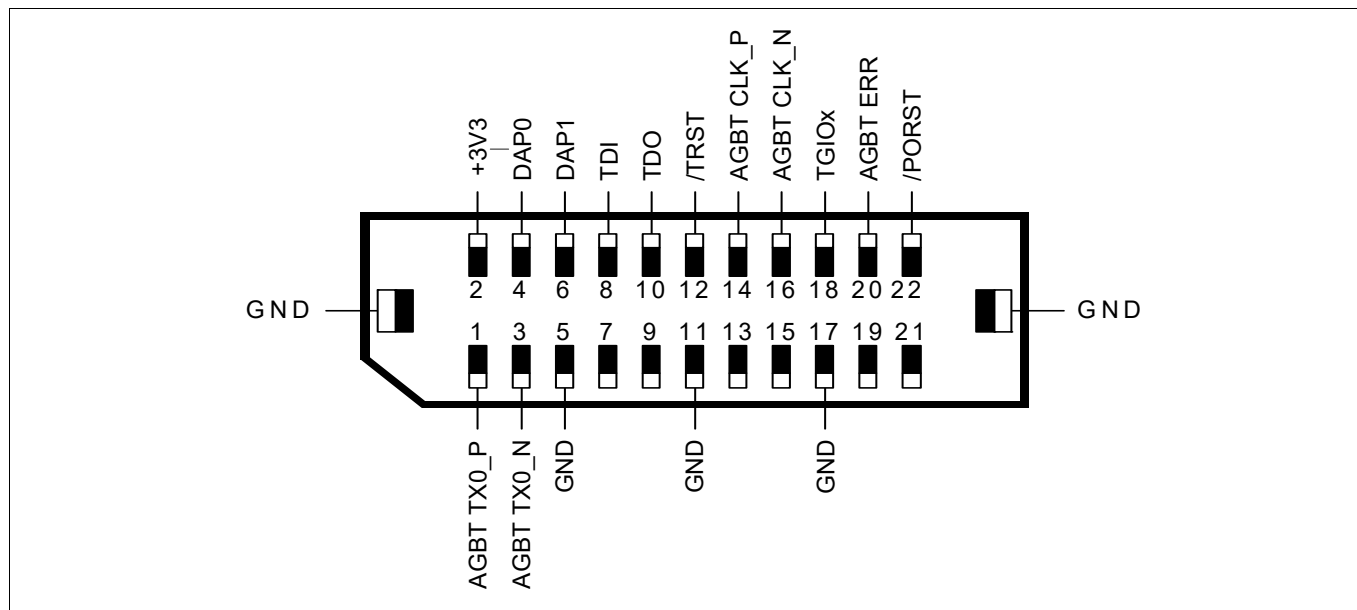 +3V3
DAP0
DAP1
TDI
TDO
/TRST
AGBT CLK_P
AGBT CLK_N
TGIOx
AGBT ERR
/PORST
2 4 6 8 10 12 14 16 18 20 22
GND
GND
1 3 5 7 9 11 13 15 17 19 21
AGBT TX0_P
AGBT TX0_N
GND
GND
GND